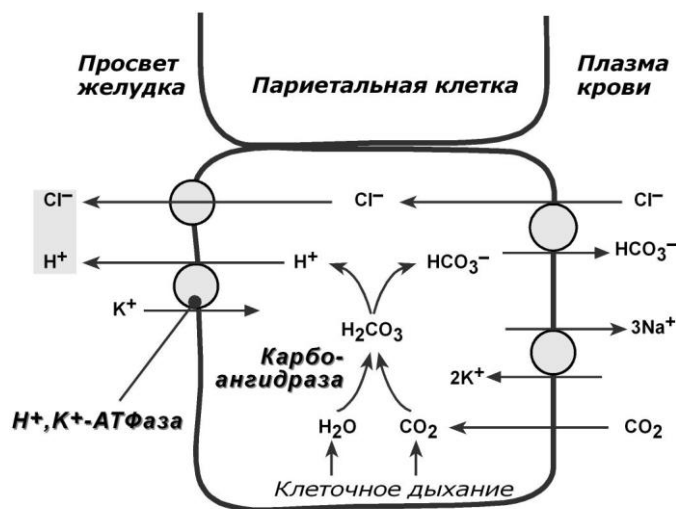 Просвет
желудка
Париетальная клетка
Плазма
крови
Cl⁻ Cl⁻ Cl⁻
H⁺ H⁺ HCO₃⁻ HCO₃⁻
K⁺
H₂CO₃ 3Na⁺
Карбо-
ангидраза
2K⁺
H⁺,K⁺-АТФаза
H₂O CO₂ CO₂
Клеточное дыхание